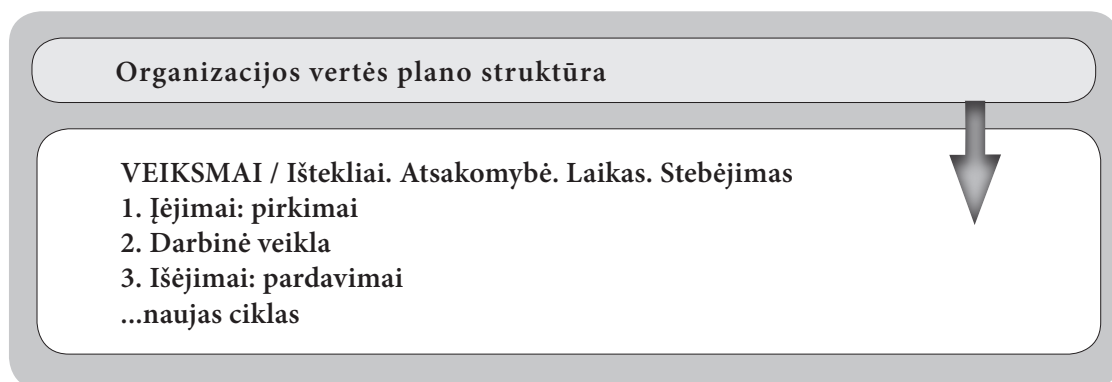 Organizacijos vertės plano struktūra
VEIKSMAI / Ištekliai. Atsakomybė. Laikas. Stebėjimas
1. Įėjimai: pirkimai
2. Darbinė veikla
3. Išėjimai: pardavimai
...naujas ciklas